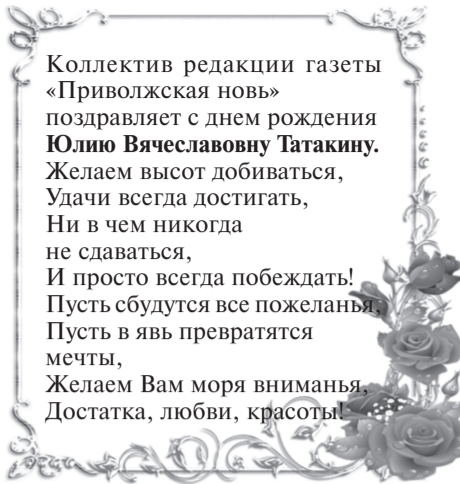 Коллектив редакции газеты
«Приволжская новь»
поздравляет с днем рождения
Юлию Вячеславовну Татакину.
Желаем высот добиваться,
Удачи всегда достигать,
Ни в чем никогда
не сдаваться,
И просто всегда побеждать!
Пусть сбудутся все пожеланья,
Пусть в явь превратятся
мечты,
Желаем Вам моря вниманья,
Достатка, любви, красоты!